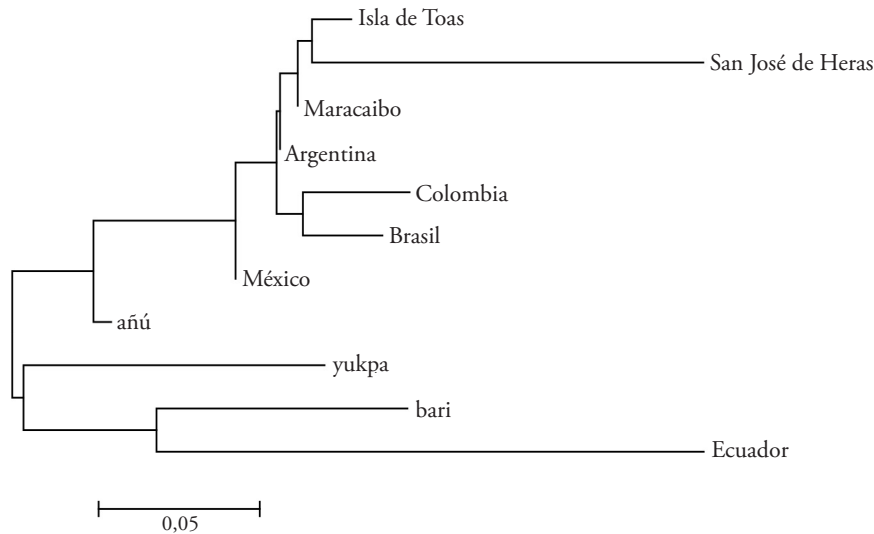 Isla de Toas
San José de Heras
Maracaibo
Argentina
Colombia
Brasil
México
añú
yukpa
bari
Ecuador
0,05